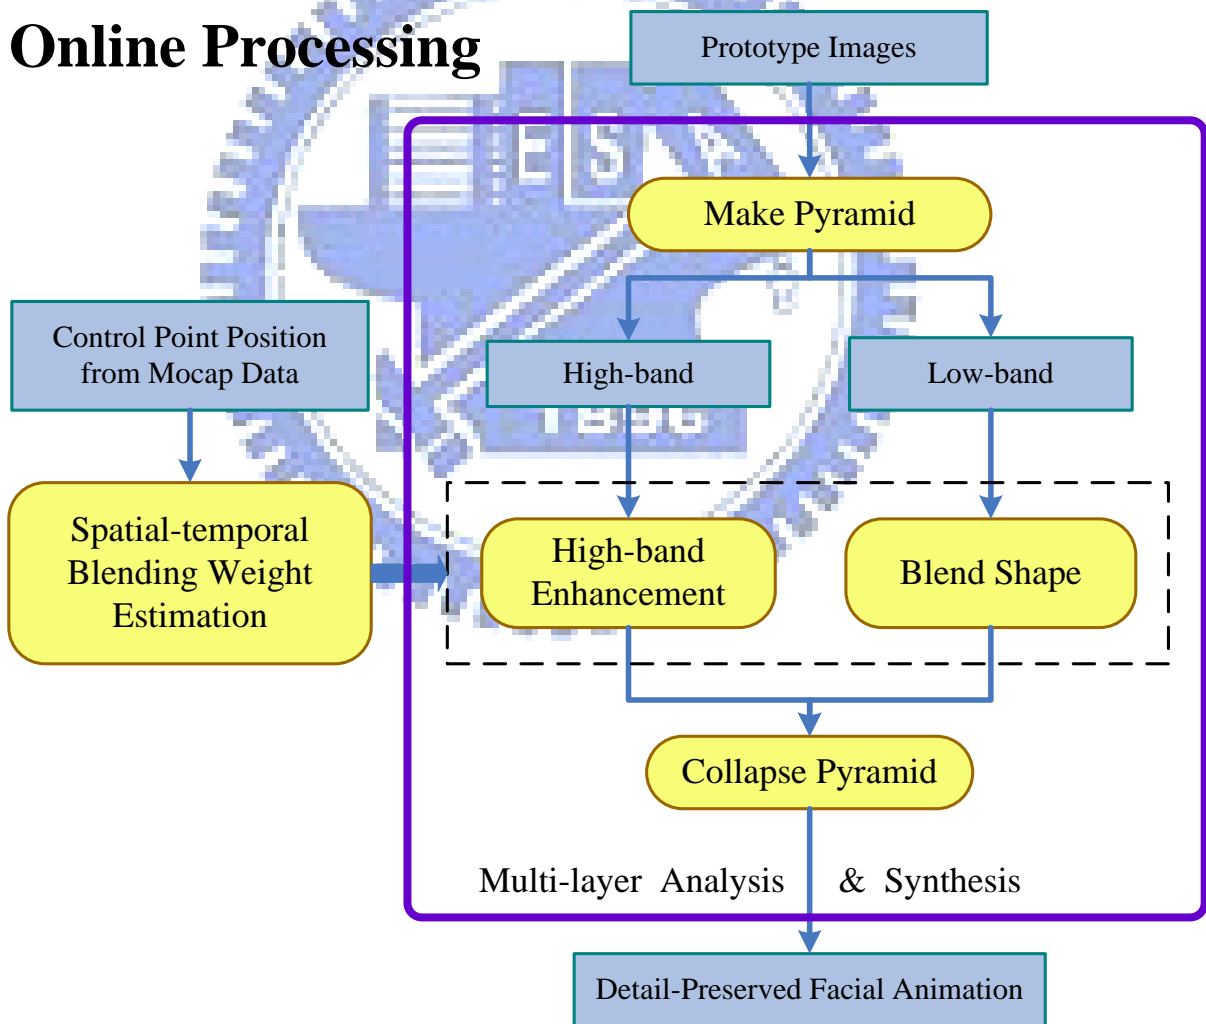 Online Processing
Prototype Images
Make Pyramid
Control Point Position
from Mocap Data
High-band
Low-band
Spatial-temporal
Blending Weight
Estimation
High-band
Enhancement
Blend Shape
Collapse Pyramid
Multi-layer Analysis & Synthesis
Detail-Preserved Facial Animation